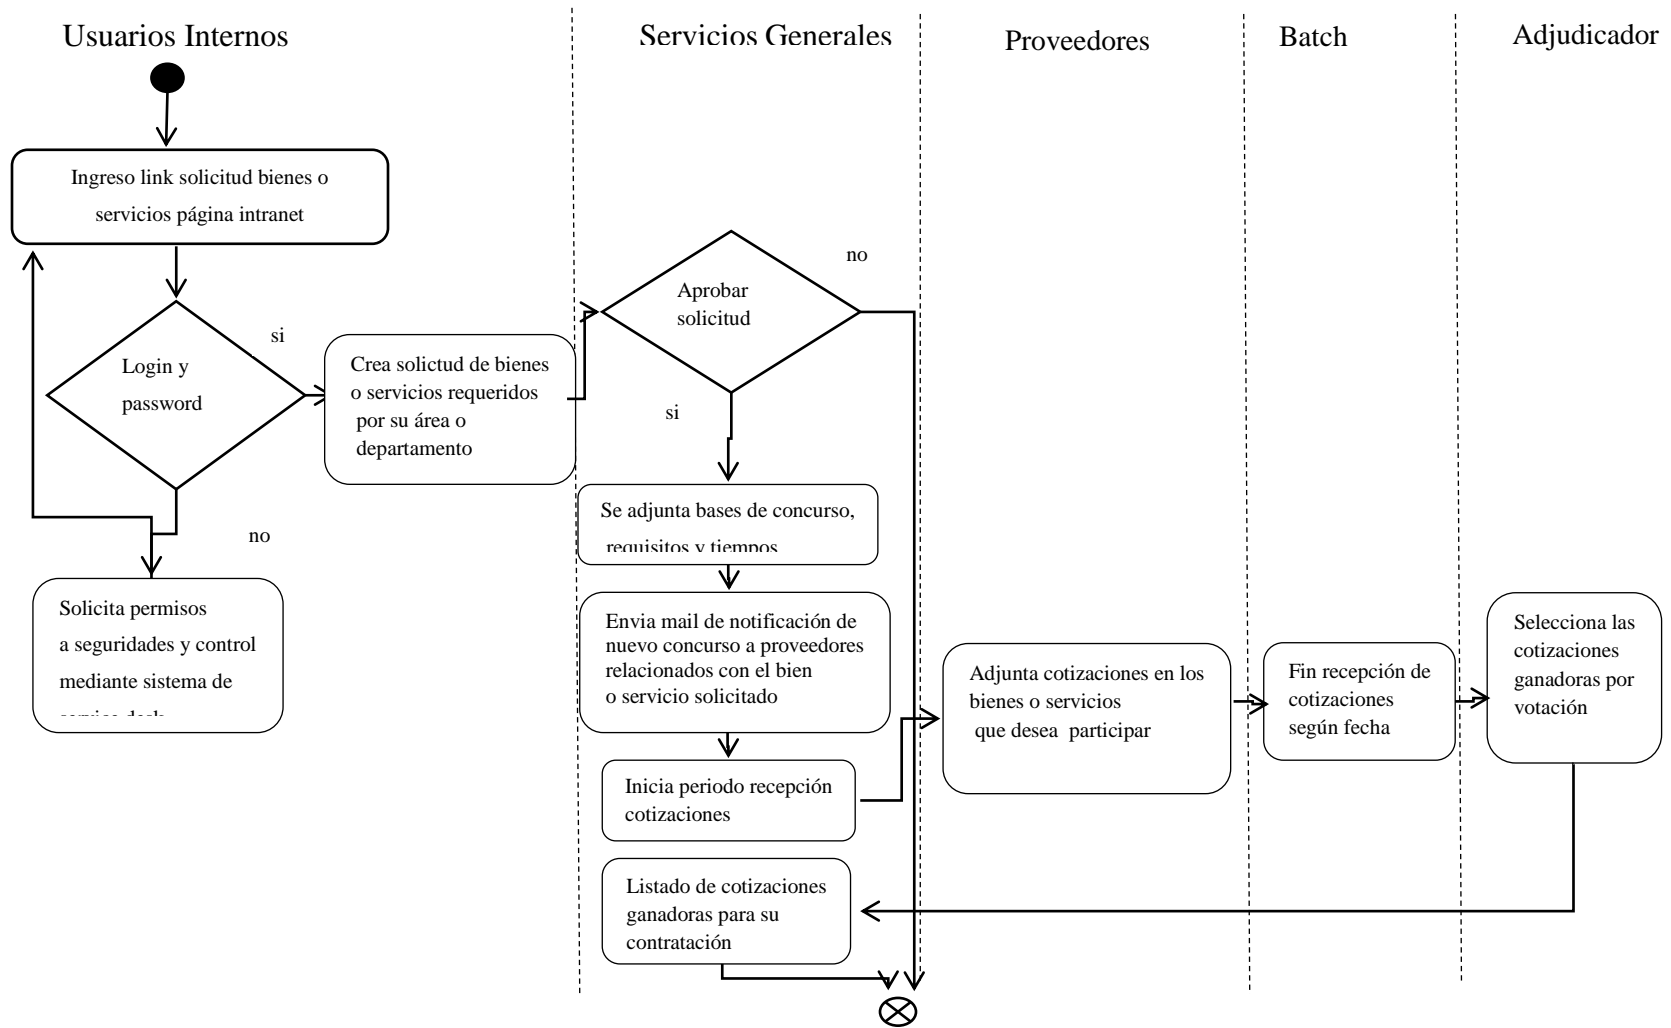 Usuarios Internos
Servicios Generales
Proveedores
Batch
Adjudicador
Ingreso link solicitud bienes o
servicios página intranet
Login y
password
si
no
Crea solictud de bienes
o servicios requeridos
por su área o
departamento
Solicita permisos
a seguridades y control
mediante sistema de
service desk
Aprobar
solicitud
no
si
Se adjunta bases de concurso,
requisitos y tiempos
Envia mail de notificación de
nuevo concurso a proveedores
relacionados con el bien
o servicio solicitado
Inicia periodo recepción
cotizaciones
Listado de cotizaciones
ganadoras para su
contratación
Adjunta cotizaciones en los
bienes o servicios
que desea participar
Fin recepción de
cotizaciones
según fecha
Selecciona las
cotizaciones
ganadoras por
votación